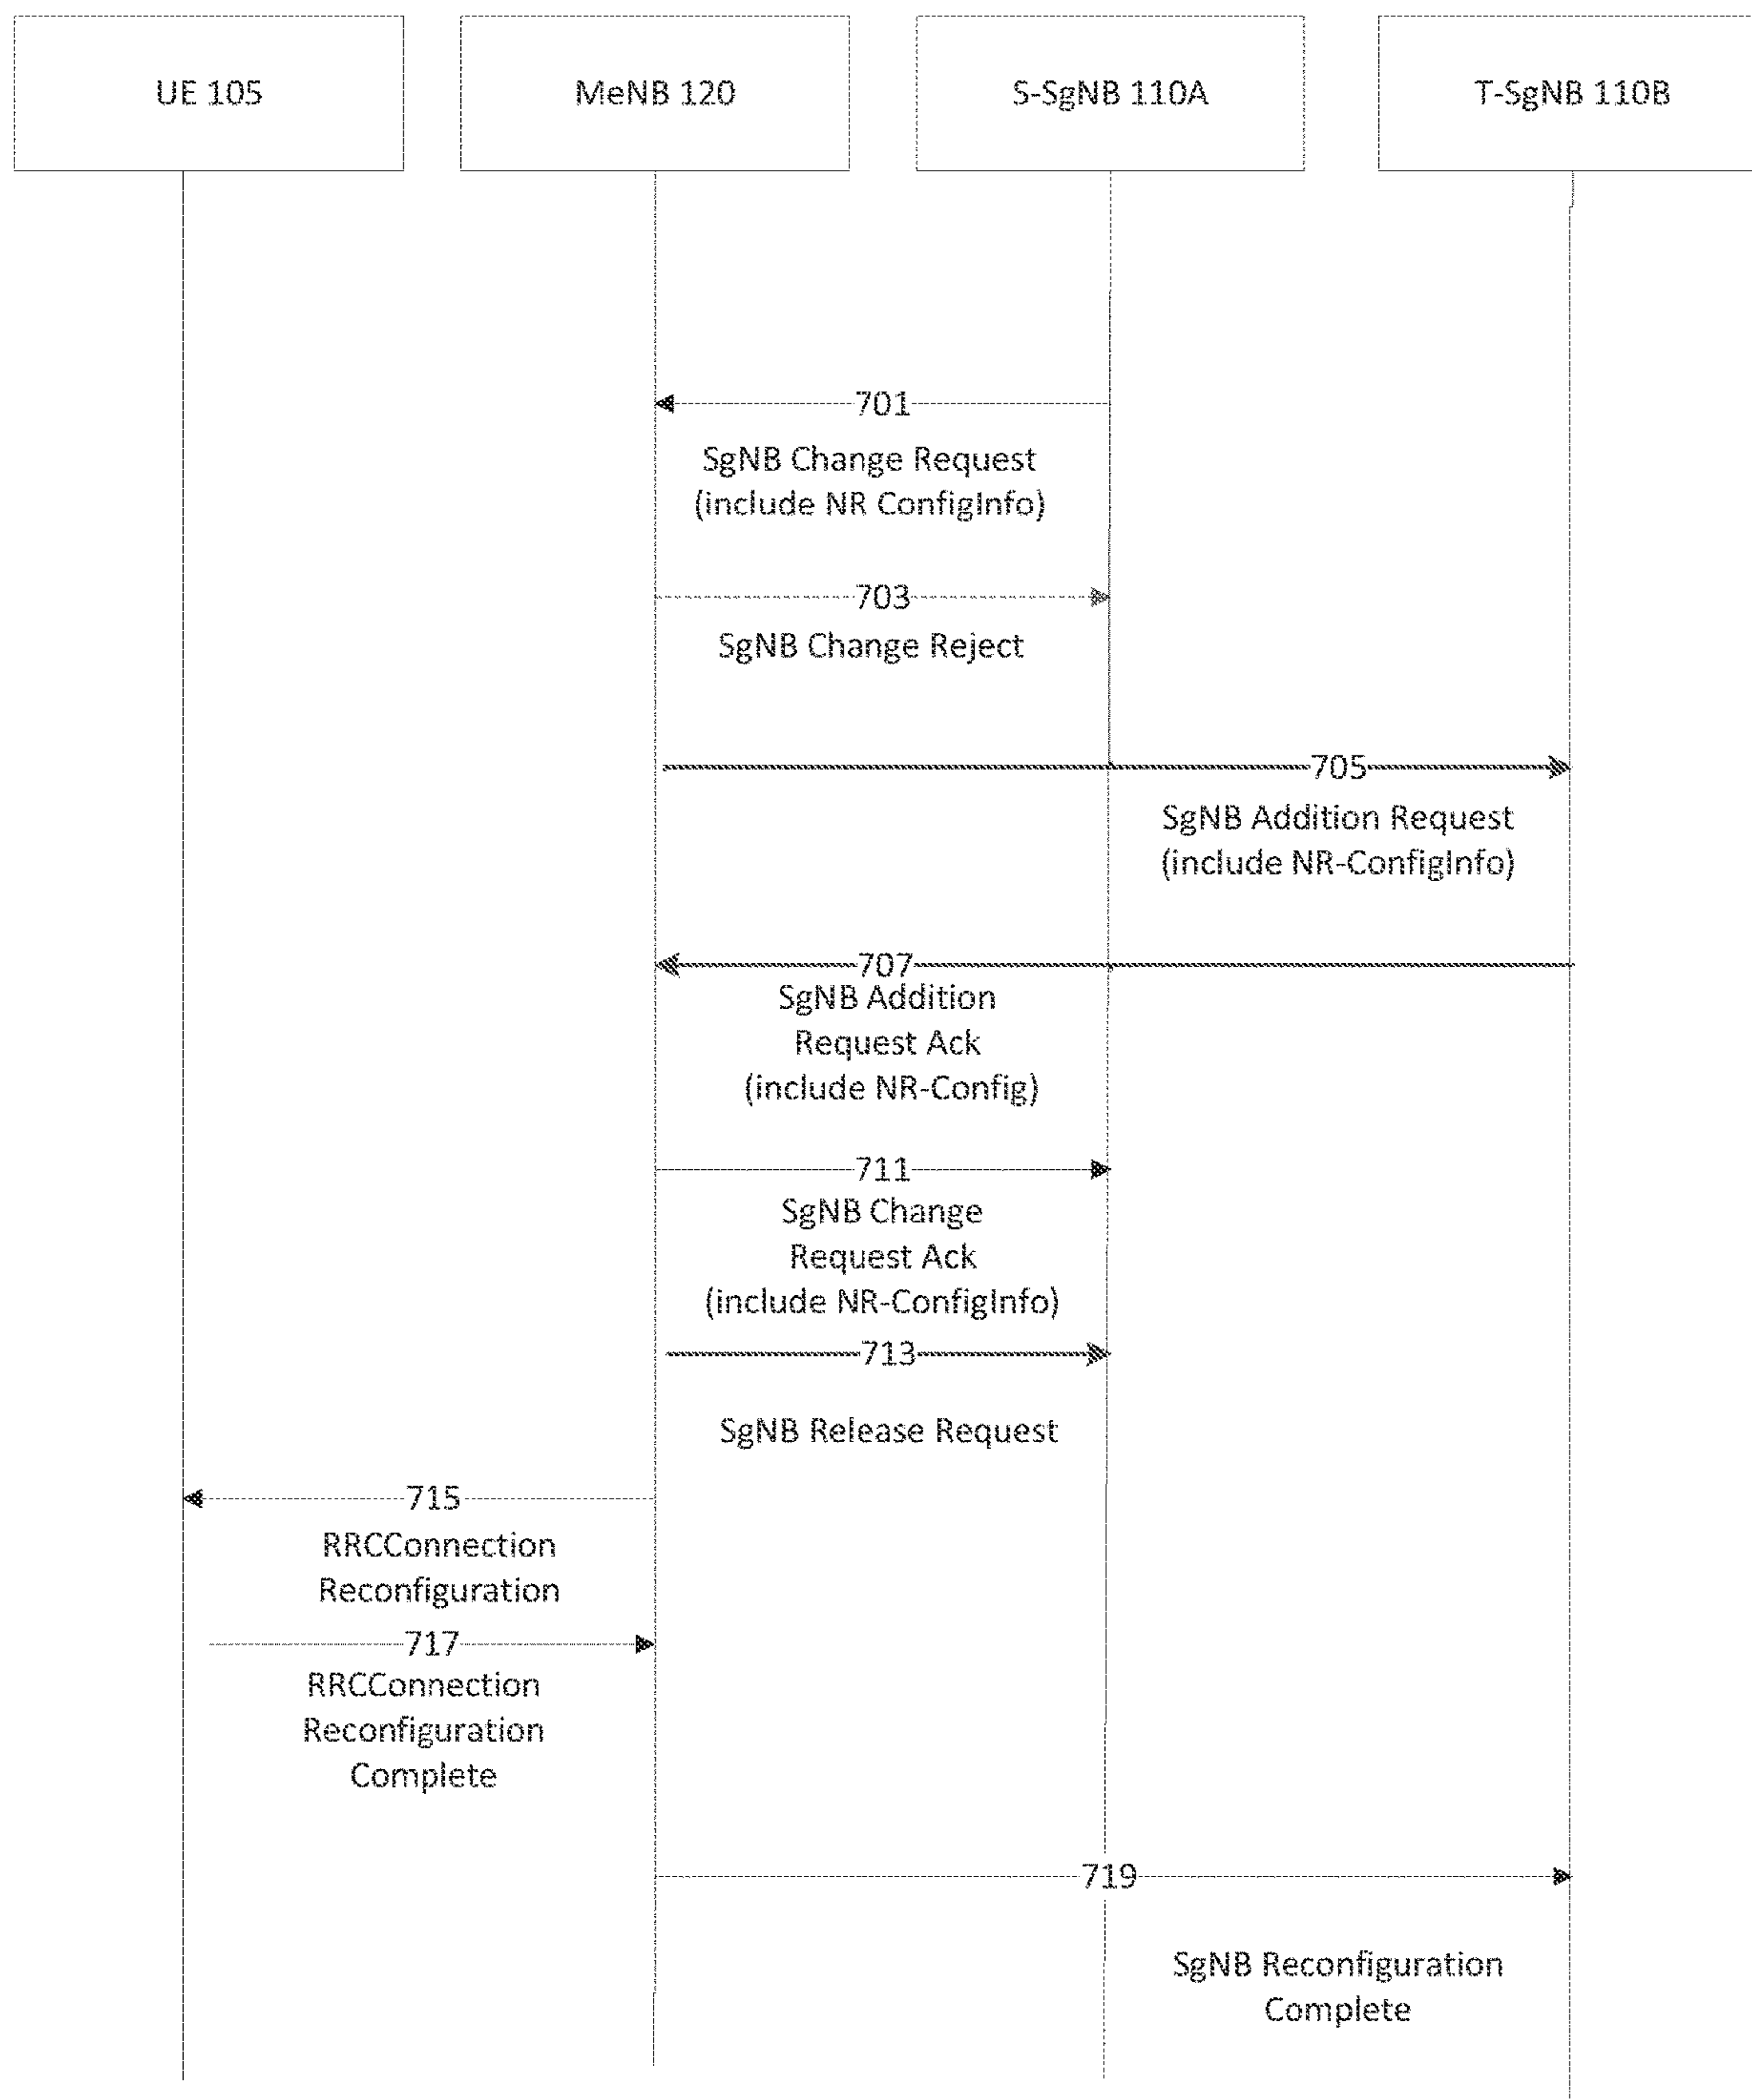 UE 105
MeNB 120
S-SgNB 110A
T-SgNB 110B
701
SgNB Change Request
(include NR ConfigInfo)
703
SgNB Change Reject
705
SgNB Addition Request
(include NR-ConfigInfo)
707
SgNB Addition
Request Ack
(include NR-Config)
711
SgNB Change
Request Ack
(include NR-ConfigInfo)
713
SgNB Release Request
715
RRCConnection
Reconfiguration
717
RRCConnection
Reconfiguration
Complete
719
SgNB Reconfiguration
Complete